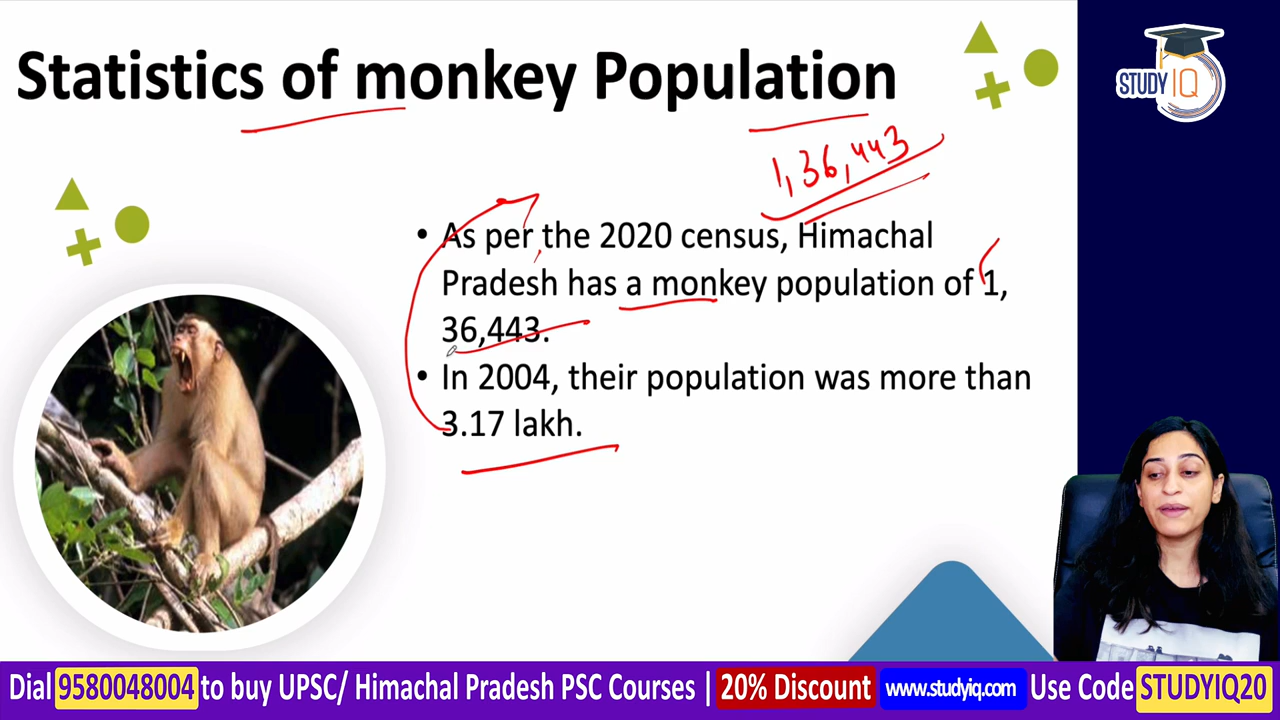 Statistics of monkey Population
STUDY IQ
1,36,443
• As per the 2020 census, Himachal
Pradesh has a monkey population of 1,
36,443.
• In 2004, their population was more than
3.17 lakh.
Dial 9580048004 to buy UPSC/ Himachal Pradesh PSC Courses | 20% Discount www.studyiq.com Use Code STUDYIQ20